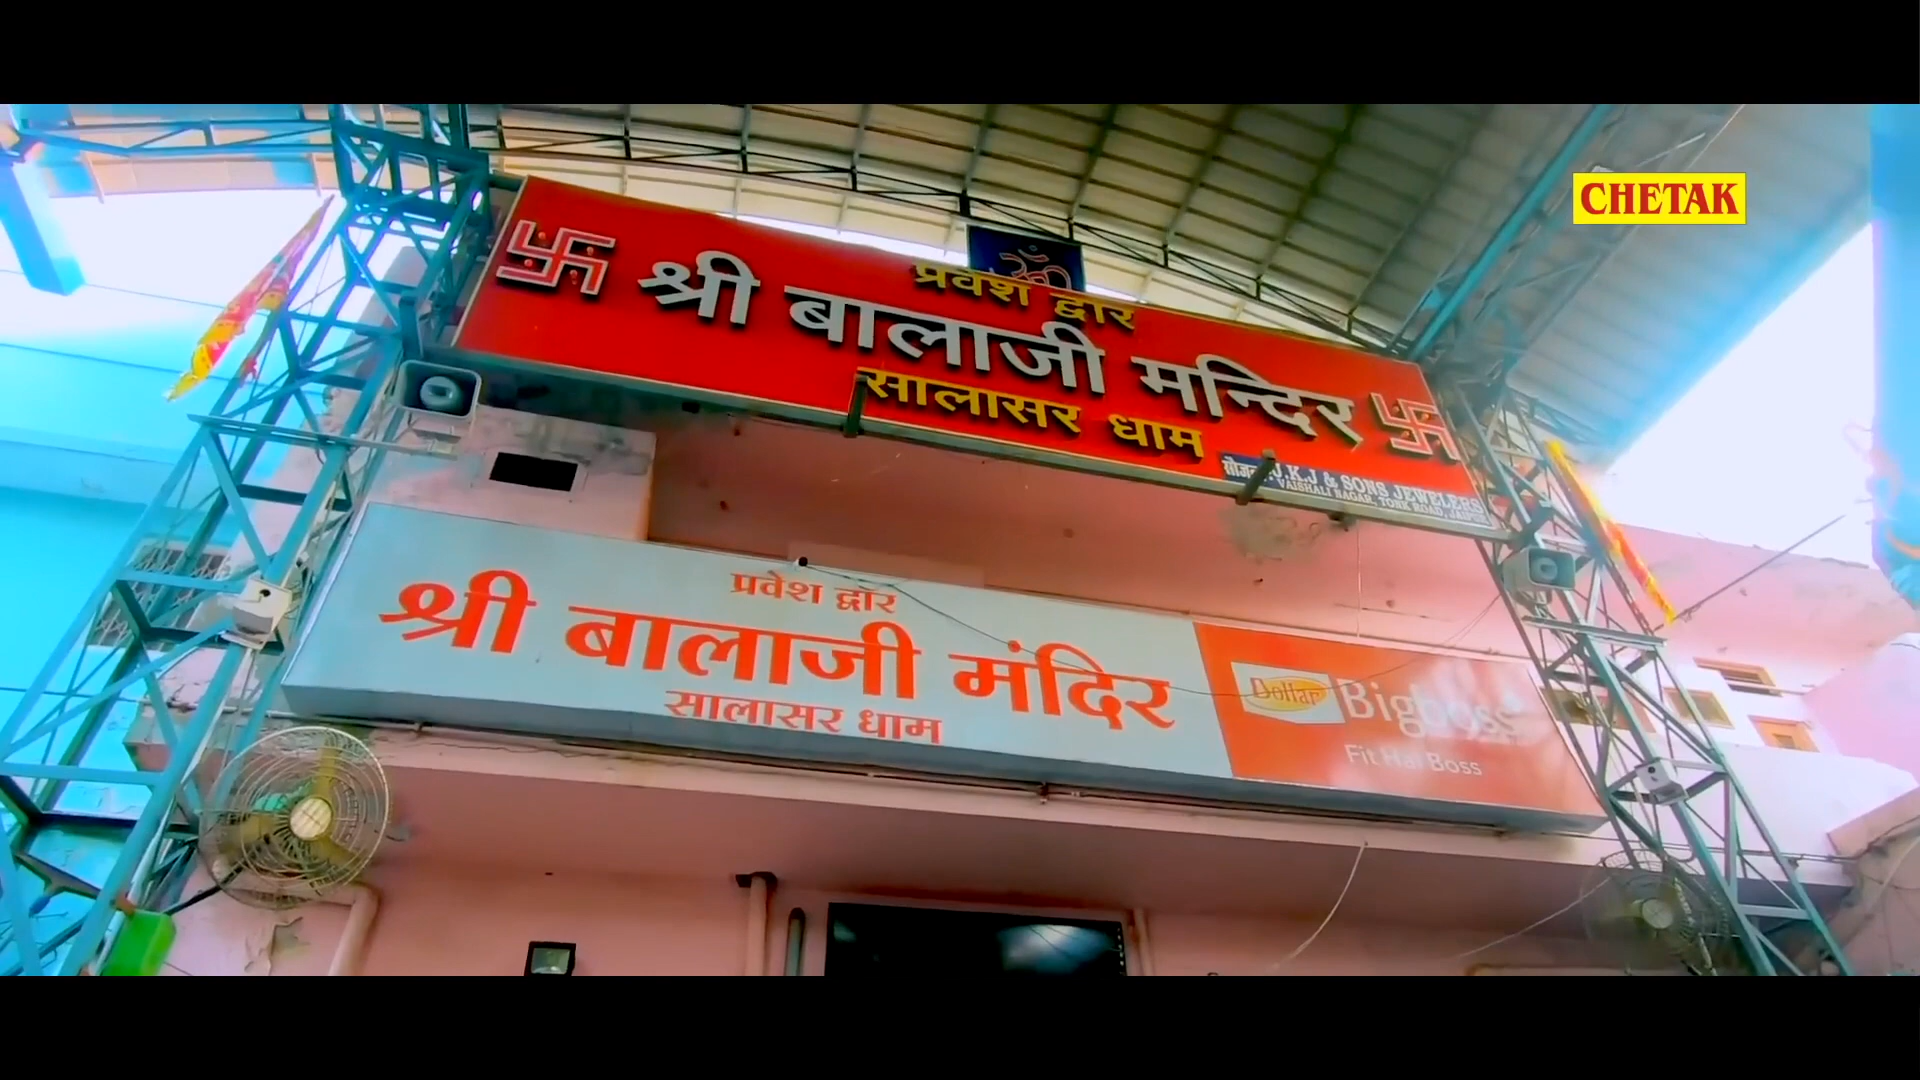 CHETAK
प्रवेश द्वार
श्री बालाजी मन्दिर
सालासर धाम
J.K.J & SONS JEWELERS
VAISHALI NAGAR, TONK ROAD, JAIPUR
प्रवेश द्वार
श्री बालाजी मंदिर
सालासर धाम
Dollar Bigboss
Fit Hai Boss